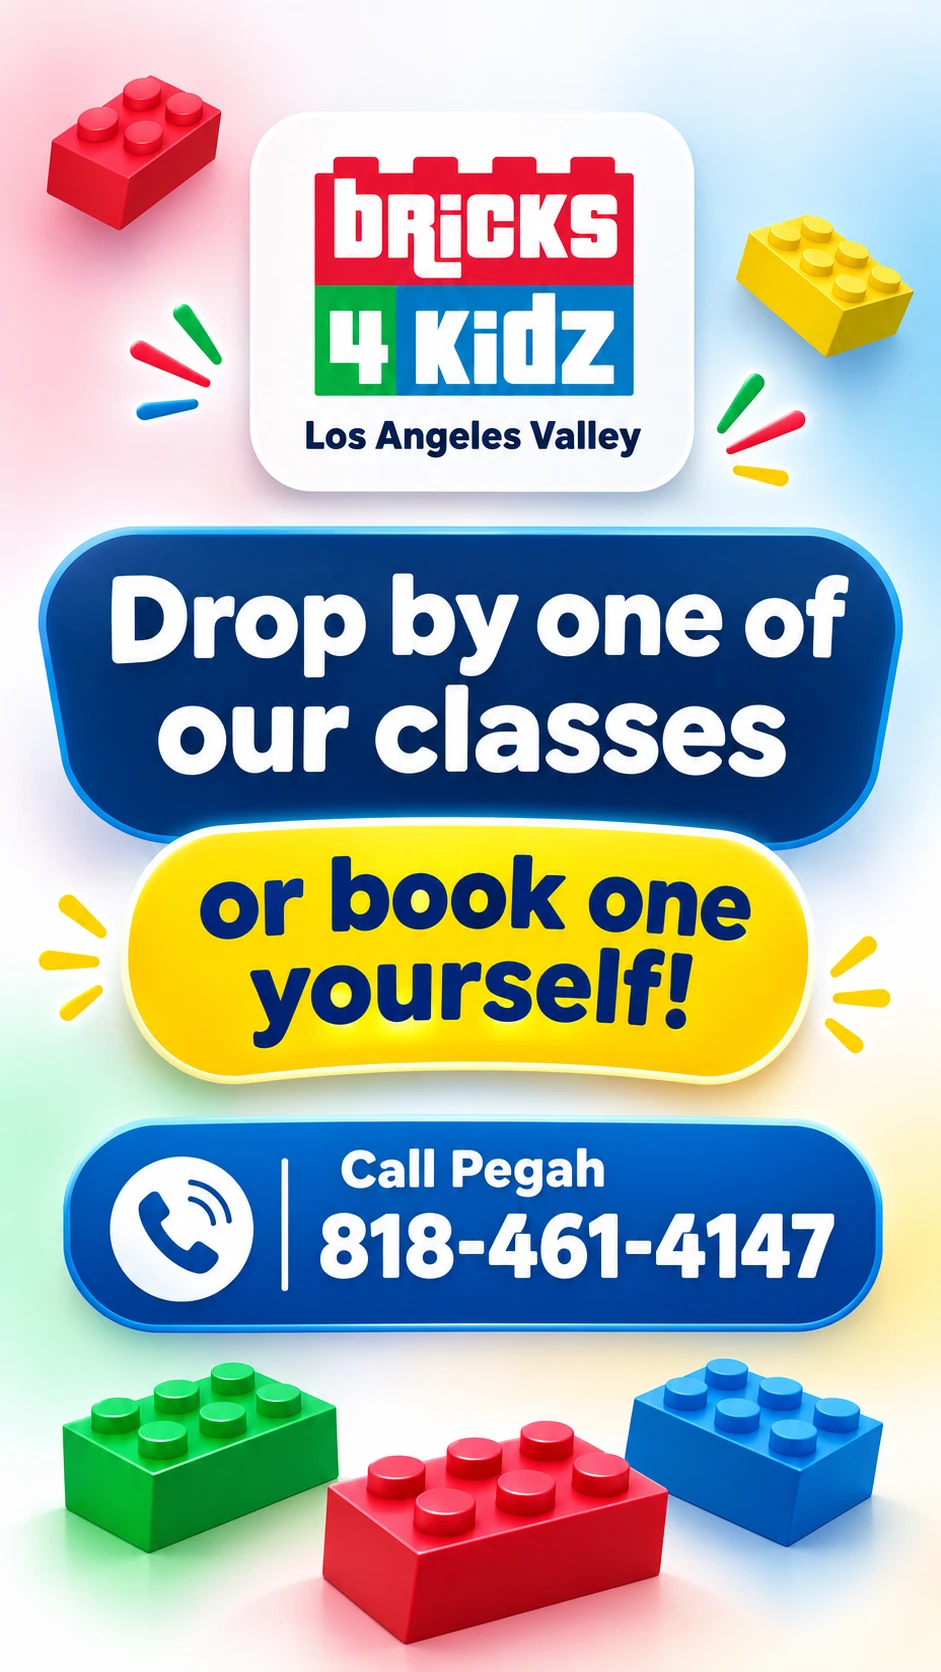 bricks
4 kidz
Los Angeles Valley
Drop by one of
our classes
or book one
yourself!
Call Pegah
818-461-4147